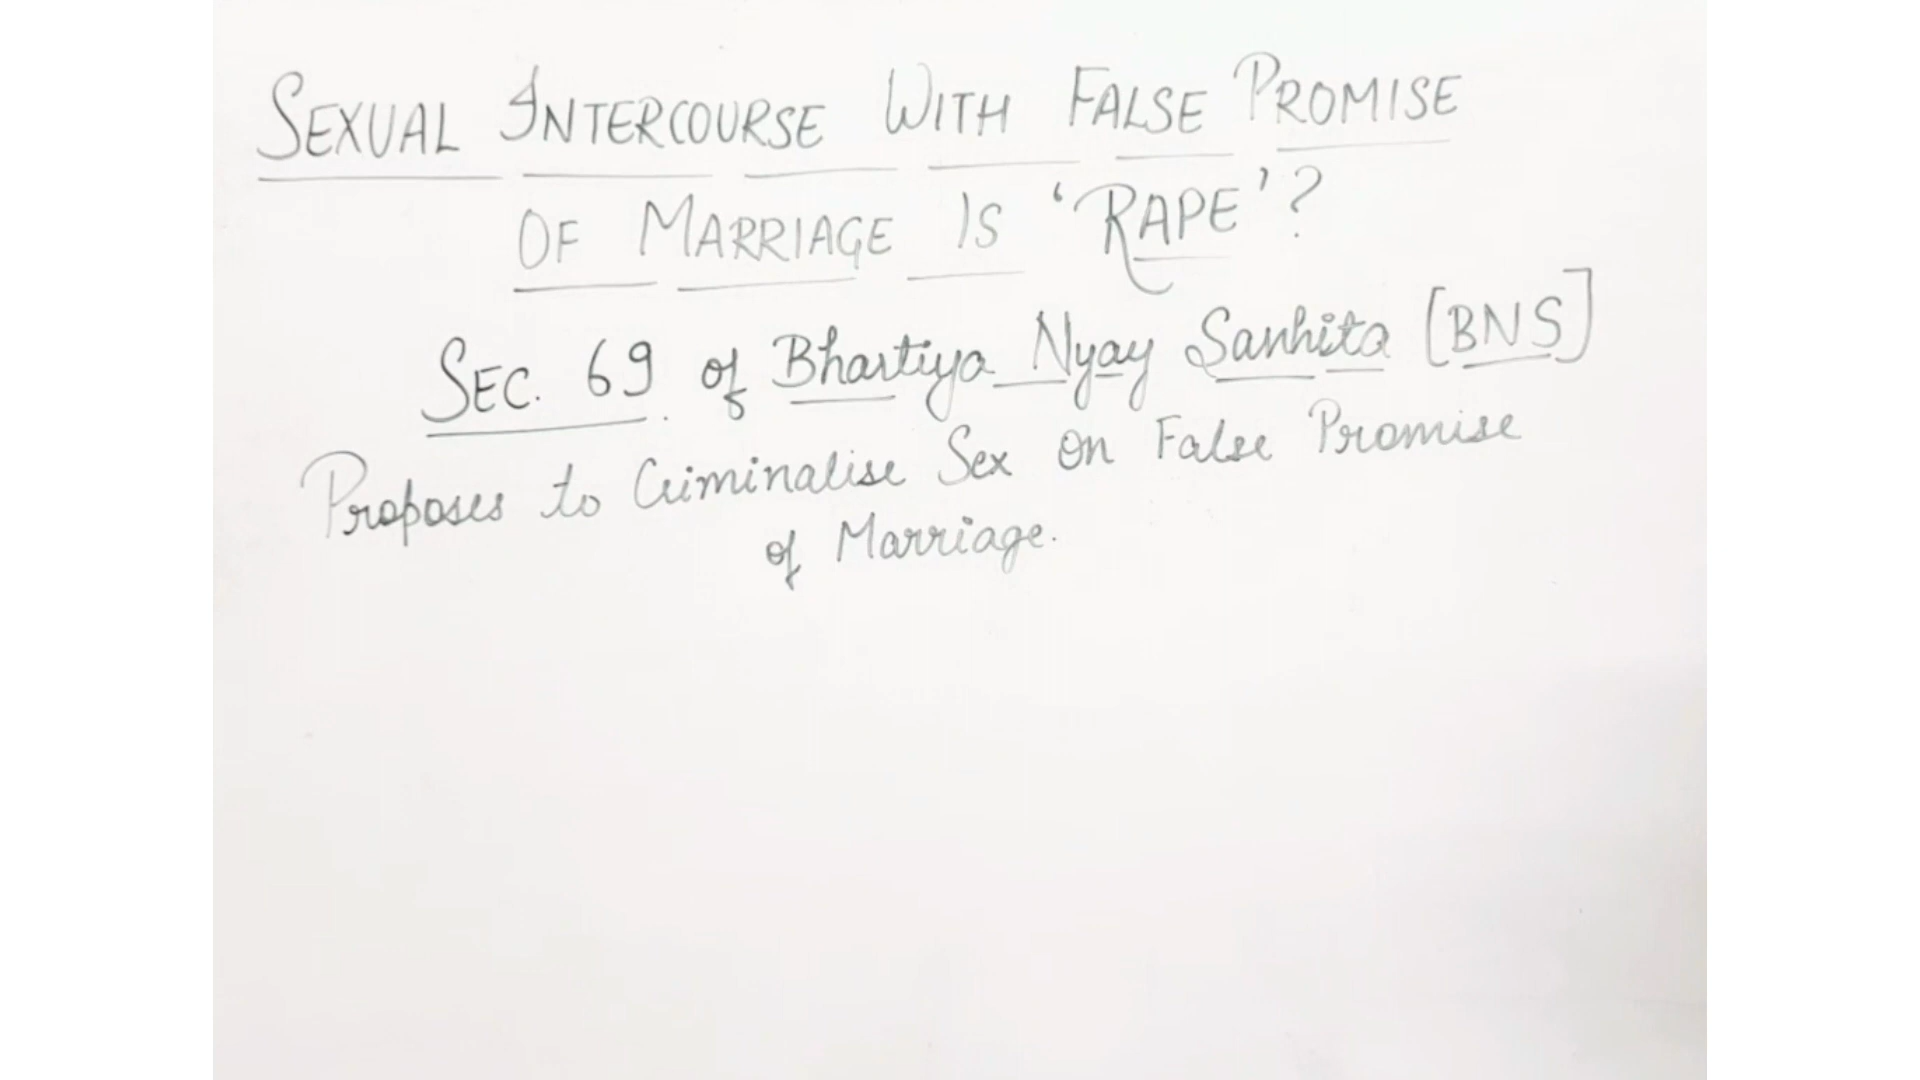 SEXUAL INTERCOURSE WITH FALSE PROMISE
OF MARRIAGE IS 'RAPE'?
SEC. 69 of Bhartiya Nyay Sanhita [BNS]
Proposes to Criminalise Sex on False Promise
of Marriage.